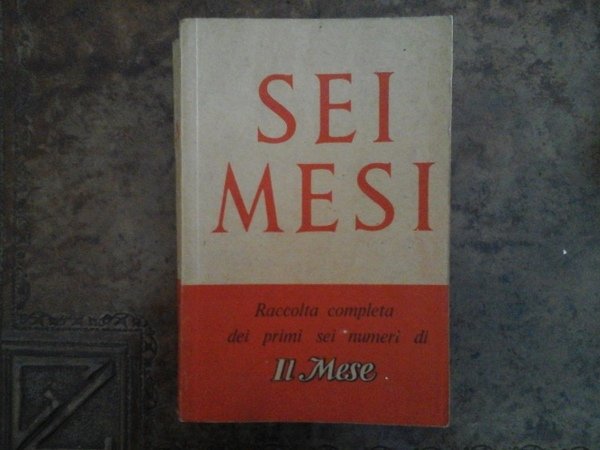 SEI
MESI
Raccolta completa
dei primi sei numeri di
Il Mese